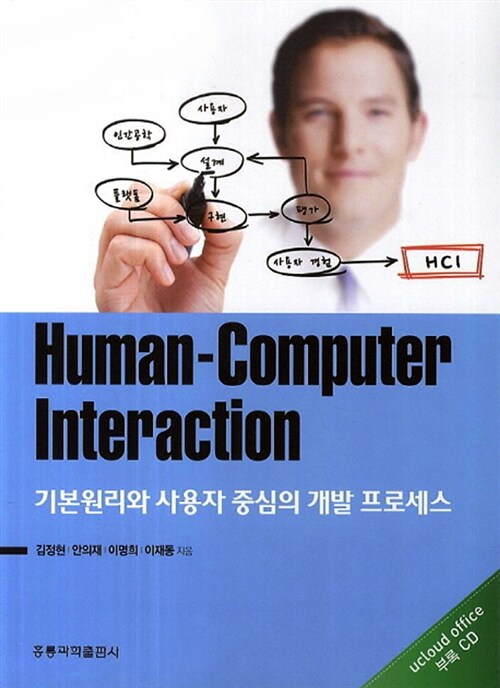 사용자
인간공학
설계
플랫폼
구현
평가
사용자 경험
HCI
Human-Computer
Interaction
기본원리와 사용자 중심의 개발 프로세스
김정현 | 안의재 | 이명희 | 이재동 지음
ucloud office
부록 CD
홍릉과학출판사